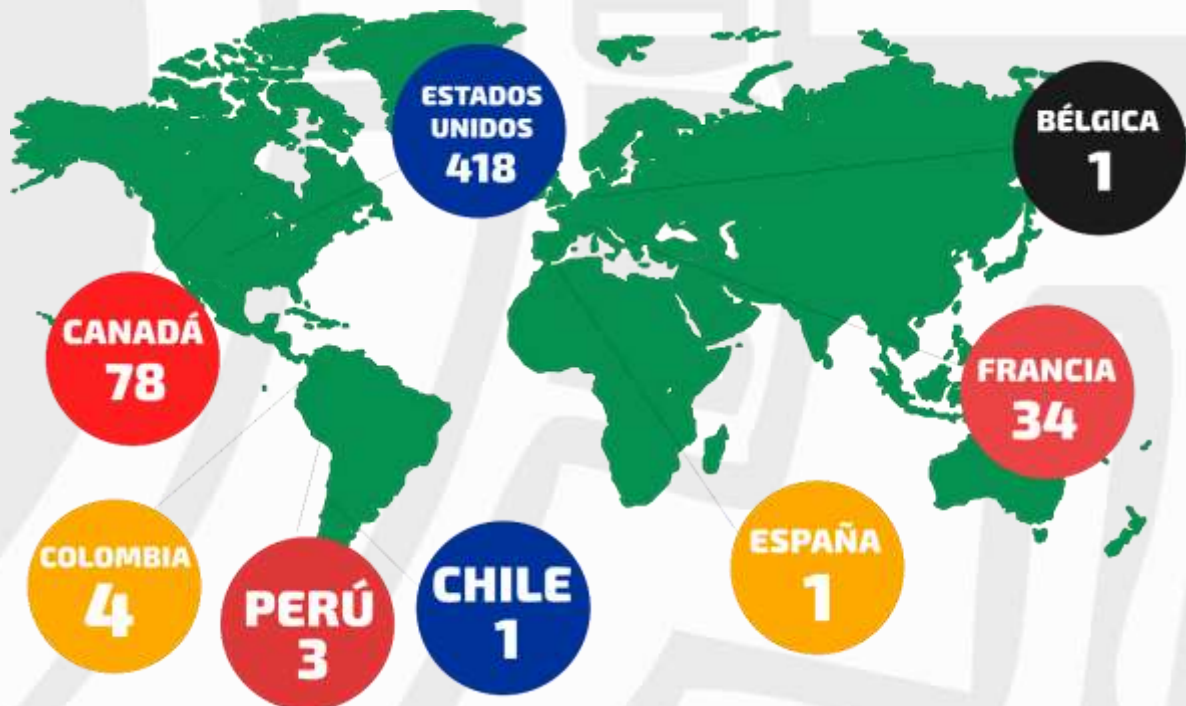 ESTADOS
UNIDOS
418
BÉLGICA
1
CANADÁ
78
FRANCIA
34
COLOMBIA
4
PERÚ
3
CHILE
1
ESPAÑA
1